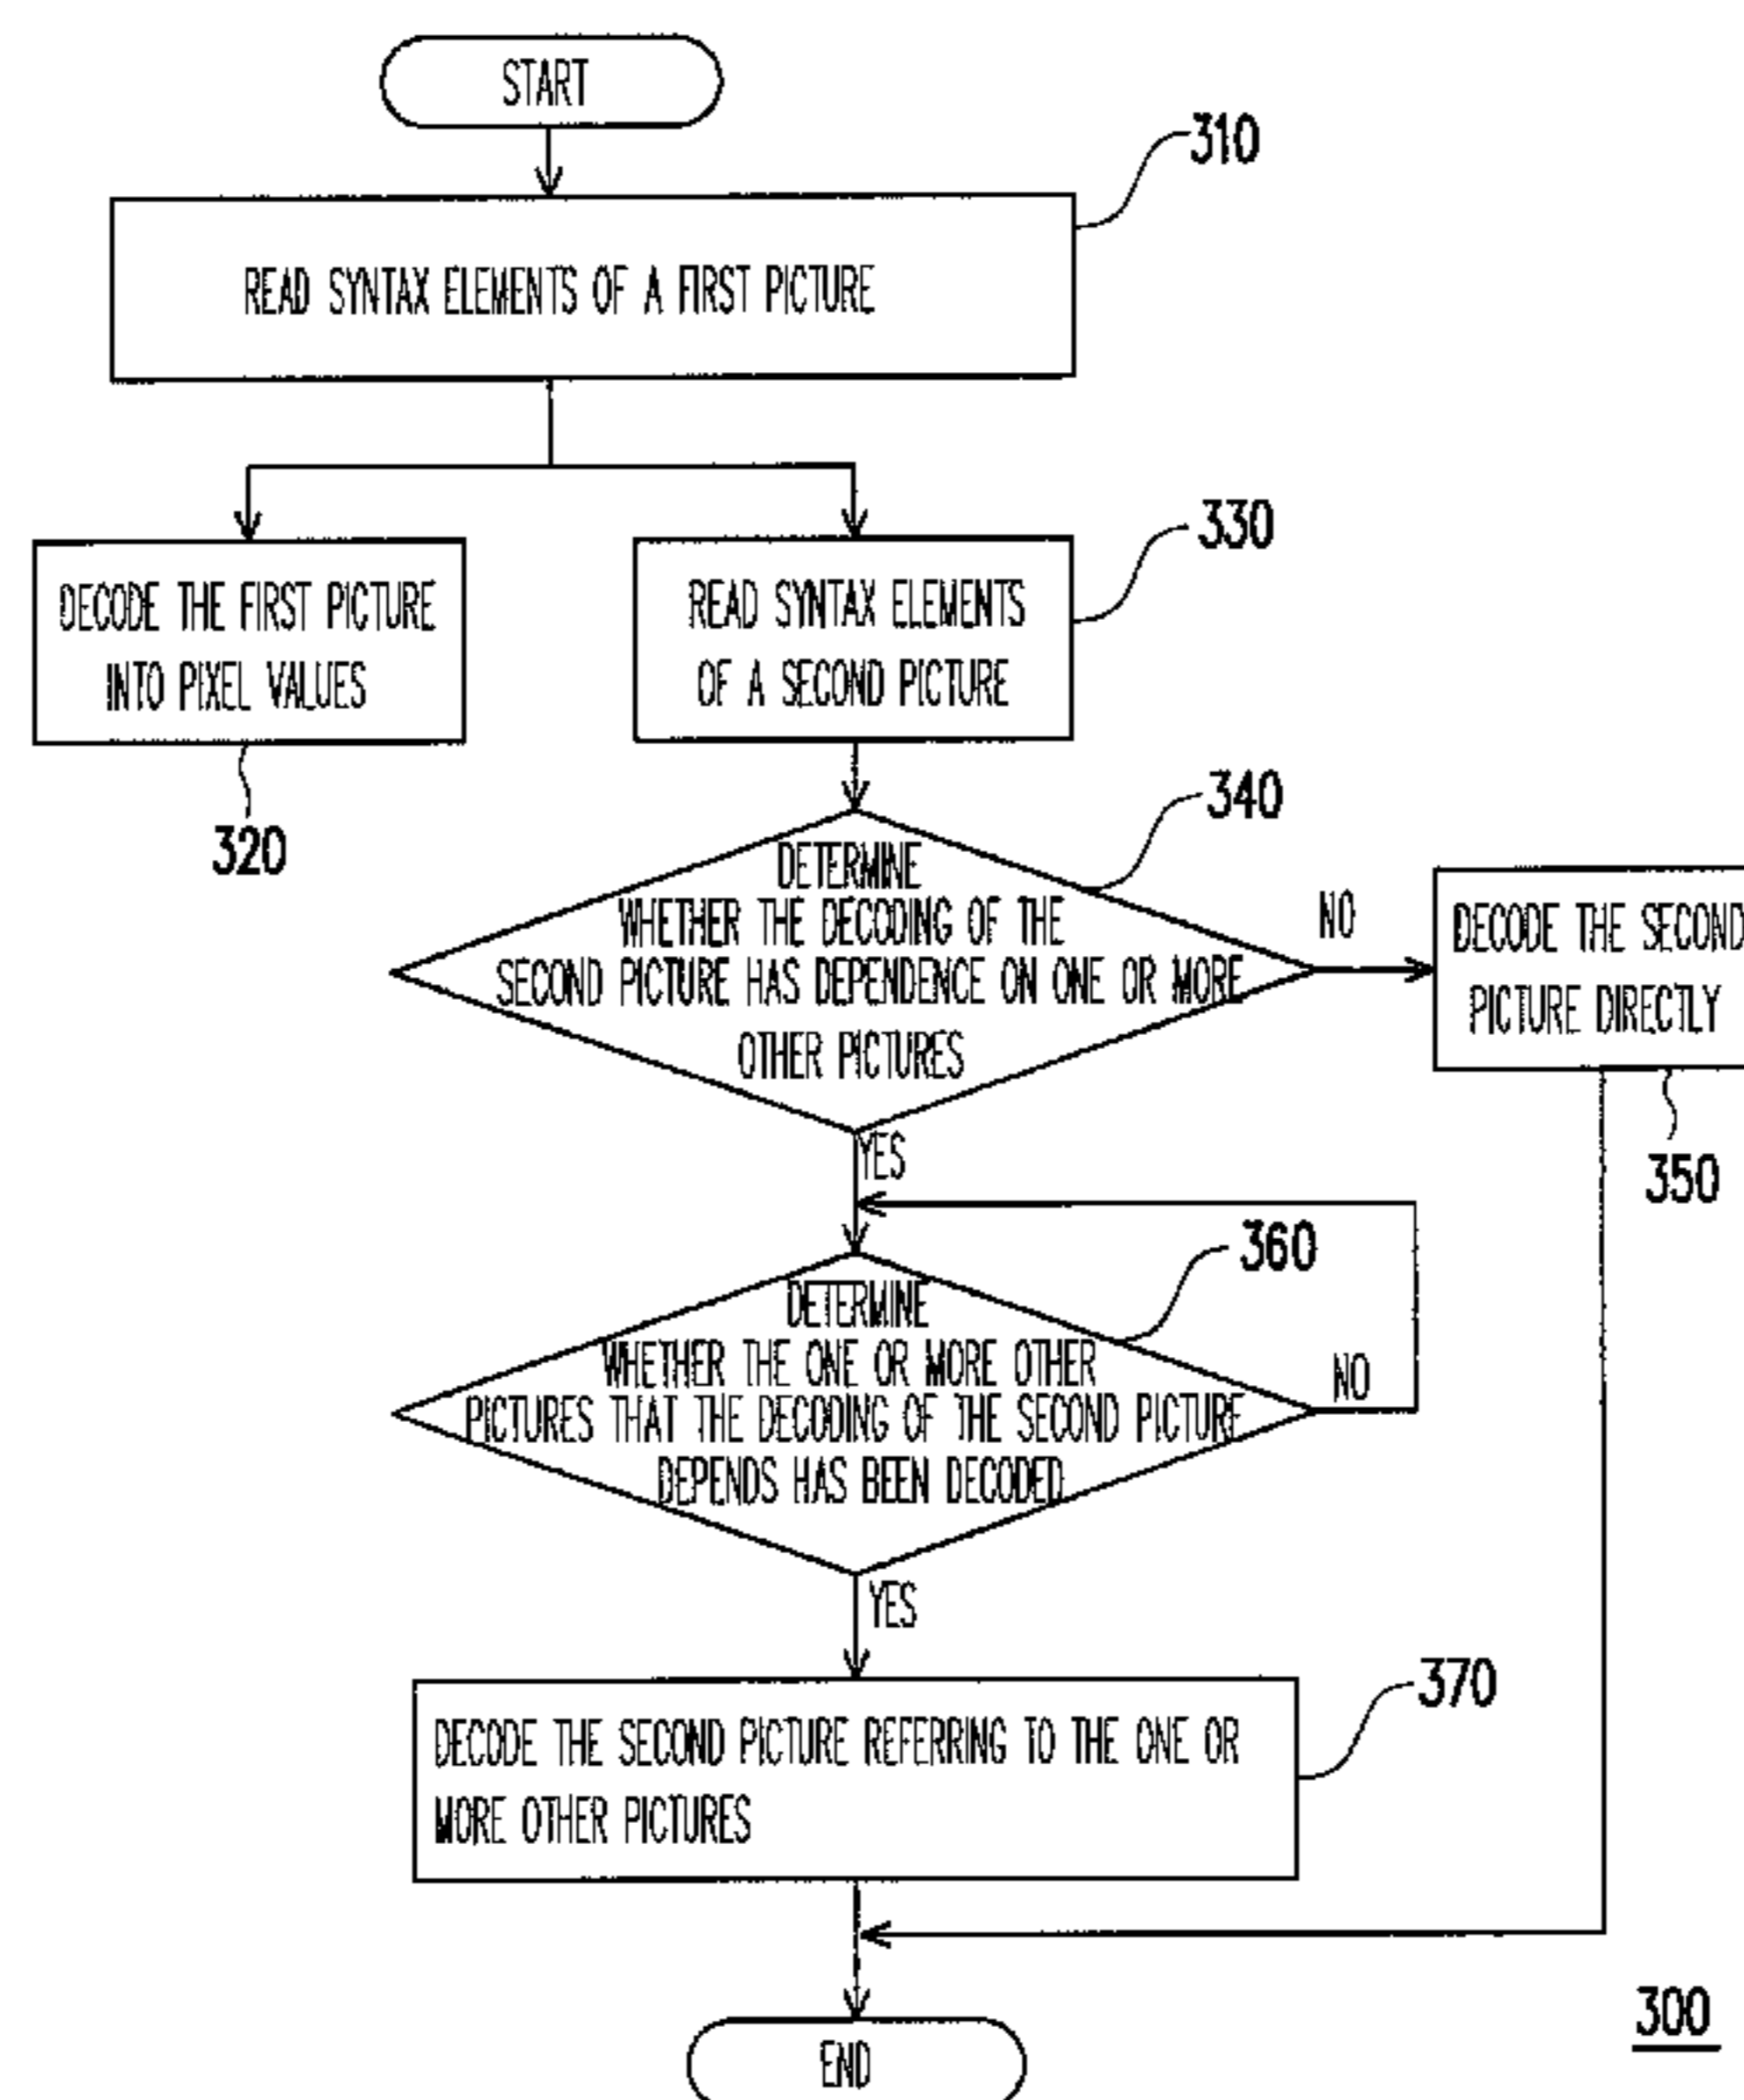 START
310
READ SYNTAX ELEMENTS OF A FIRST PICTURE
DECODE THE FIRST PICTURE
INTO PIXEL VALUES
320
330
READ SYNTAX ELEMENTS
OF A SECOND PICTURE
340
DETERMINE
WHETHER THE DECODING OF THE
SECOND PICTURE HAS DEPENDENCE ON ONE OR MORE
OTHER PICTURES
NO
DECODE THE SECOND
PICTURE DIRECTLY
350
YES
360
DETERMINE
WHETHER THE ONE OR MORE OTHER
PICTURES THAT THE DECODING OF THE SECOND PICTURE
DEPENDS HAS BEEN DECODED
NO
YES
370
DECODE THE SECOND PICTURE REFERRING TO THE ONE OR
MORE OTHER PICTURES
END
300